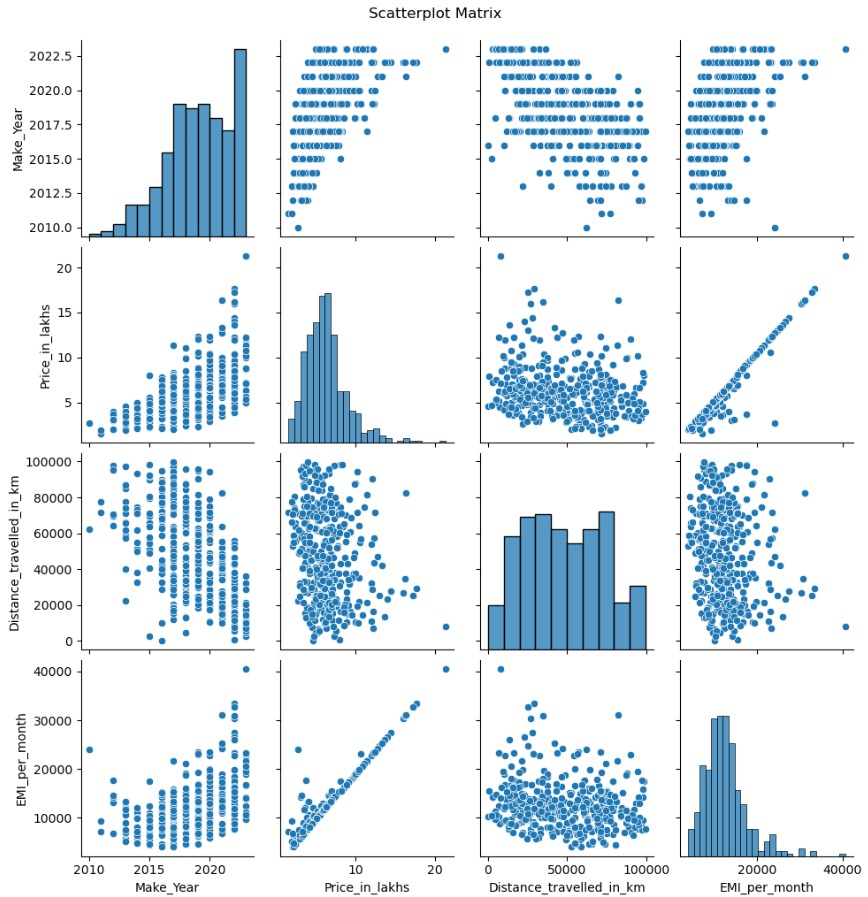 Scatterplot Matrix
Make_Year
2022.5
2020.0
2017.5
2015.0
2012.5
2010.0
Price_in_lakhs
20
15
10
5
Distance_travelled_in_km
100000
80000
60000
40000
20000
0
EMI_per_month
40000
30000
20000
10000
2010 2015 2020
10 20
0 50000 100000
20000 40000
Make_Year
Price_in_lakhs
Distance_travelled_in_km
EMI_per_month